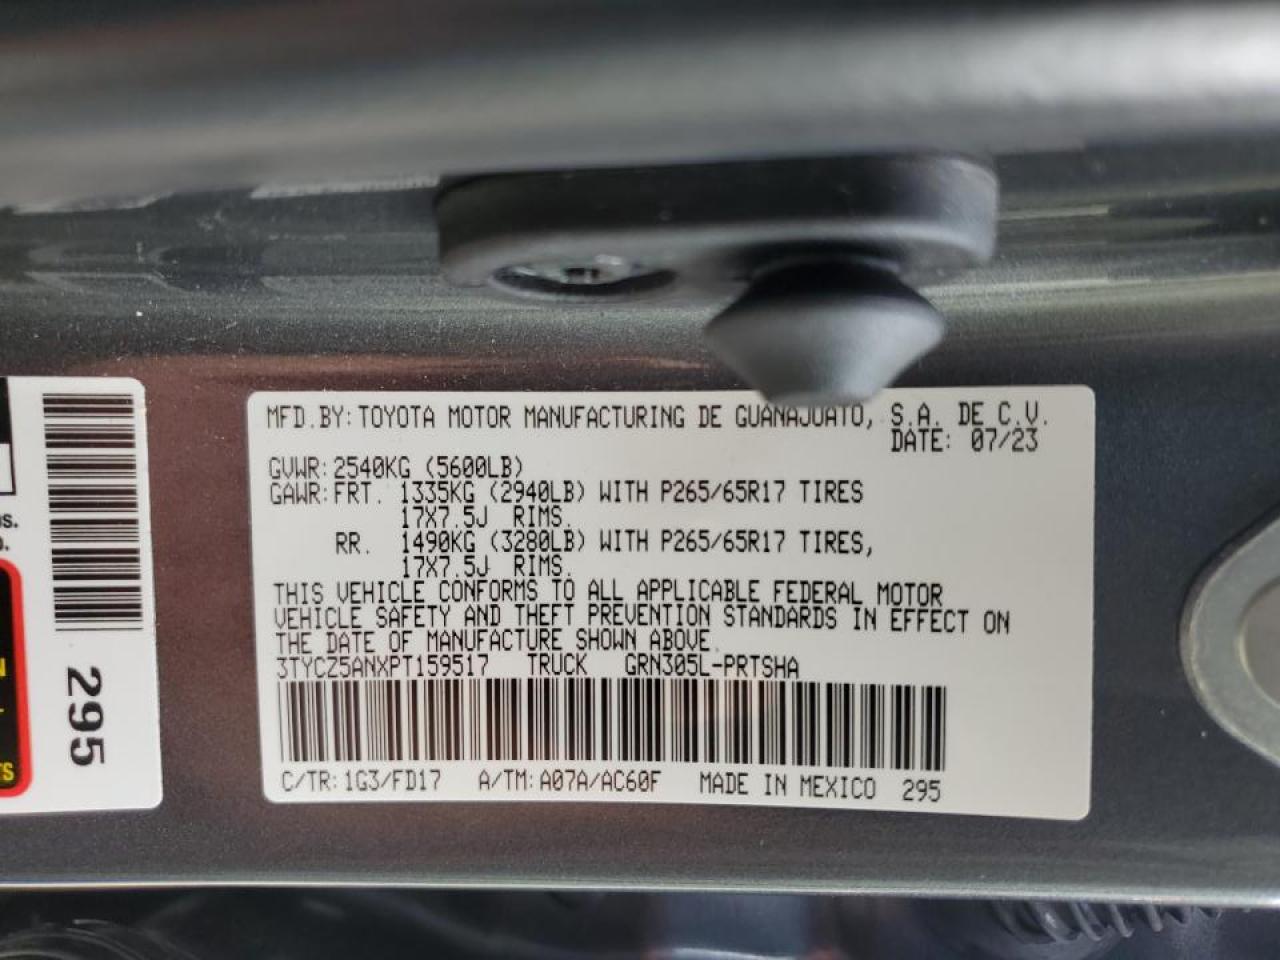 MFD.BY:TOYOTA MOTOR MANUFACTURING DE GUANAJUATO, S.A. DE C.V.
DATE: 07/23
GVWR:2540KG (5600LB)
GAWR:FRT. 1335KG (2940LB) WITH P265/65R17 TIRES
17X7.5J RIMS.
RR. 1490KG (3280LB) WITH P265/65R17 TIRES,
17X7.5J RIMS.
THIS VEHICLE CONFORMS TO ALL APPLICABLE FEDERAL MOTOR
VEHICLE SAFETY AND THEFT PREVENTION STANDARDS IN EFFECT ON
THE DATE OF MANUFACTURE SHOWN ABOVE.
3TYCZ5ANXPT159517 TRUCK GRN305L-PRTSHA
C/TR:1G3/FD17 A/TM:A07A/AC60F MADE IN MEXICO 295
295